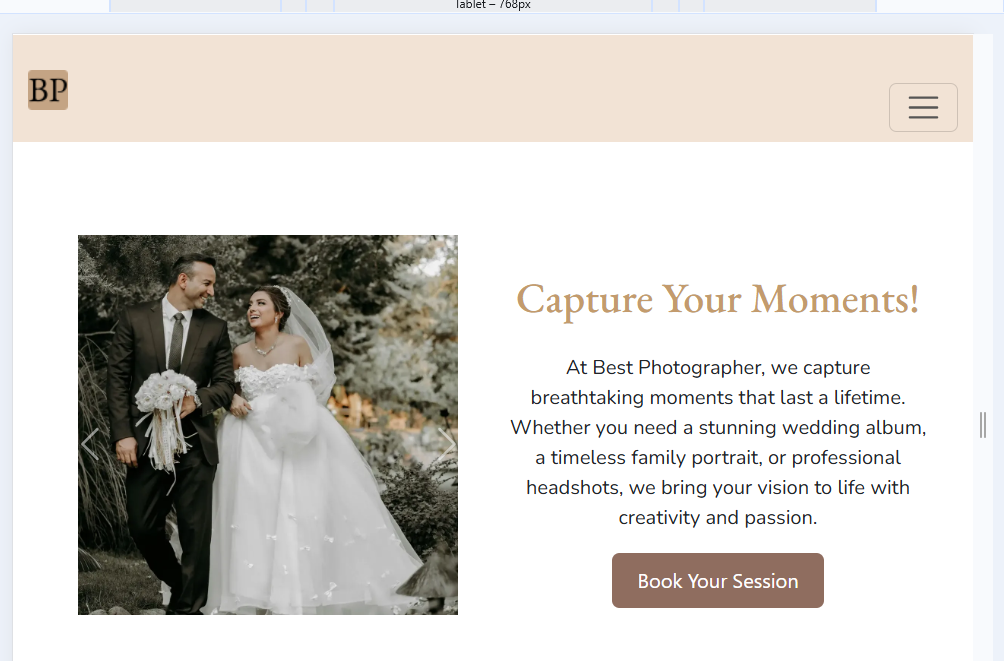 Tablet – 768px
BP
Capture Your Moments!
At Best Photographer, we capture
breathtaking moments that last a lifetime.
Whether you need a stunning wedding album,
a timeless family portrait, or professional
headshots, we bring your vision to life with
creativity and passion.
Book Your Session